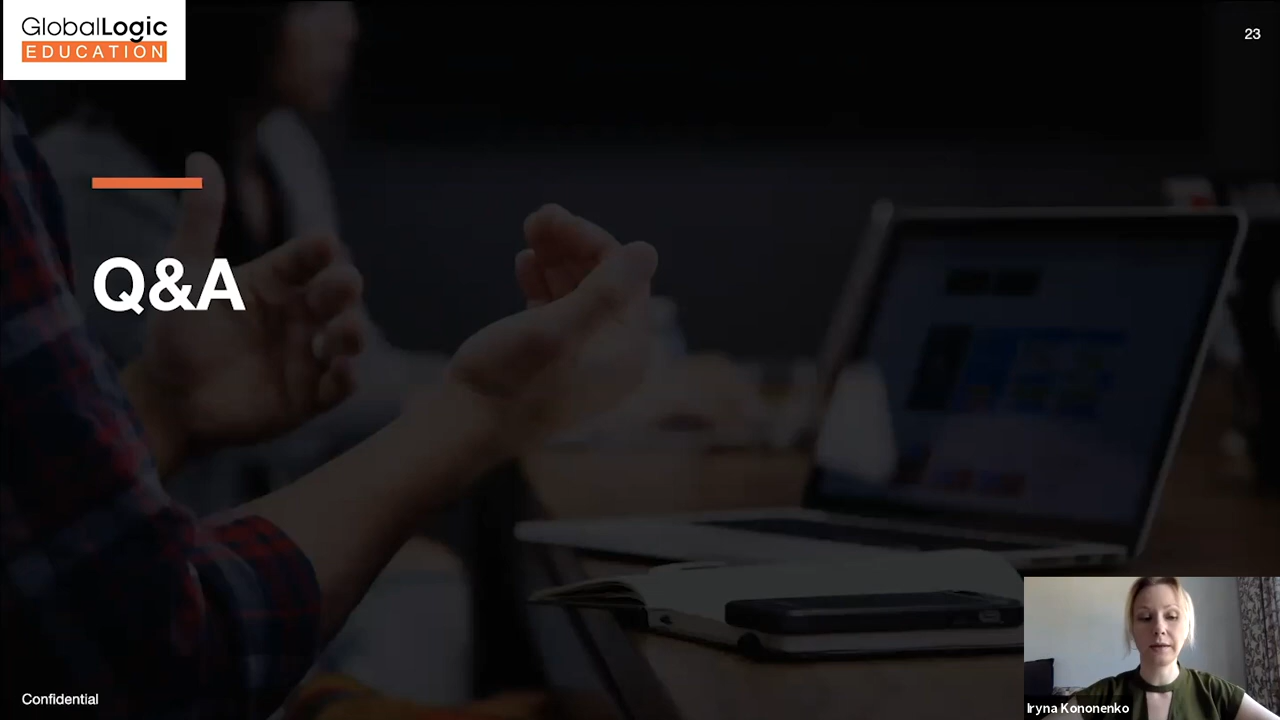 GlobalLogic
EDUCATION
23
Q&A
Confidential
Iryna Kononenko